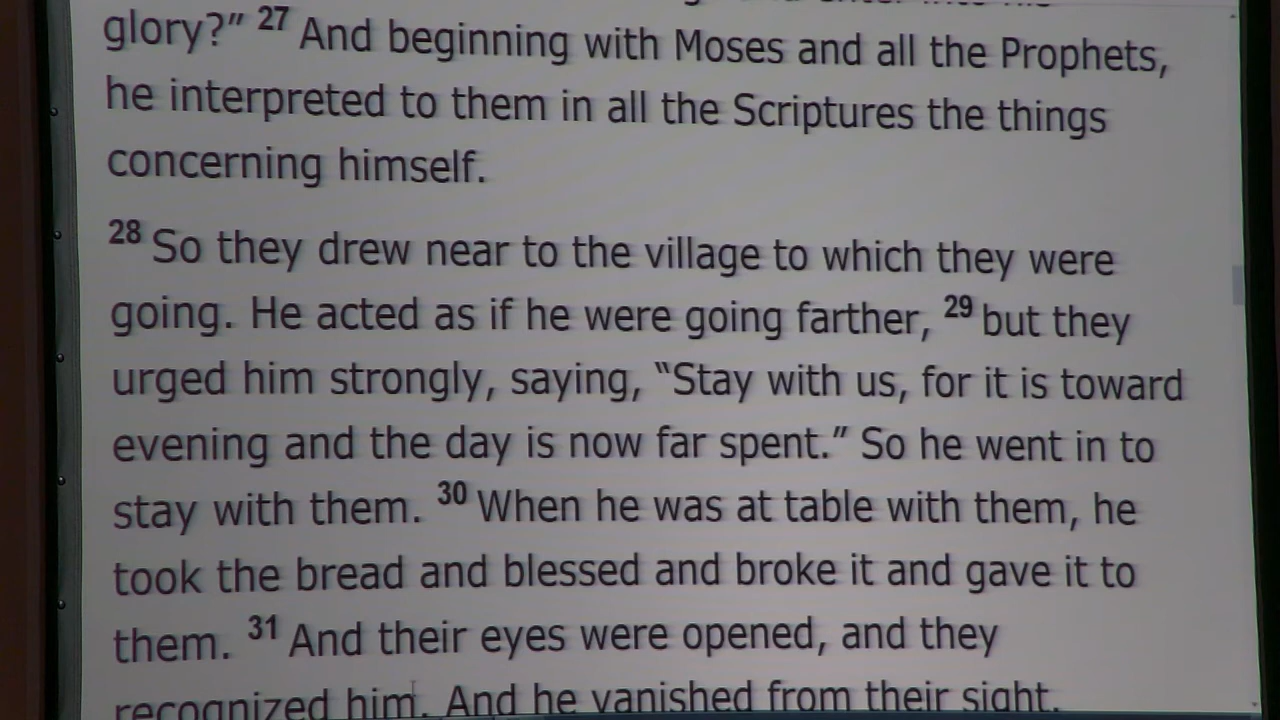 glory?” 27 And beginning with Moses and all the Prophets,
he interpreted to them in all the Scriptures the things
concerning himself.
28 So they drew near to the village to which they were
going. He acted as if he were going farther, 29 but they
urged him strongly, saying, “Stay with us, for it is toward
evening and the day is now far spent.” So he went in to
stay with them. 30 When he was at table with them, he
took the bread and blessed and broke it and gave it to
them. 31 And their eyes were opened, and they
recognized him. And he vanished from their sight.